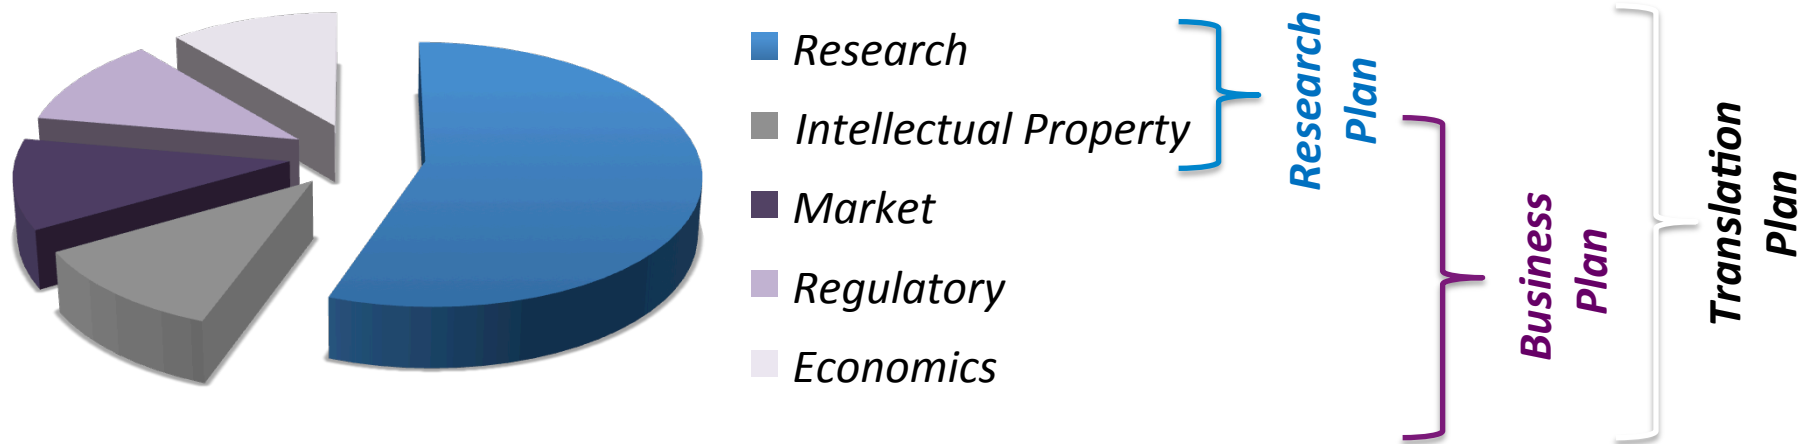 Research
Intellectual Property
Market
Regulatory
Economics
Research
Plan
Business
Plan
Translation
Plan